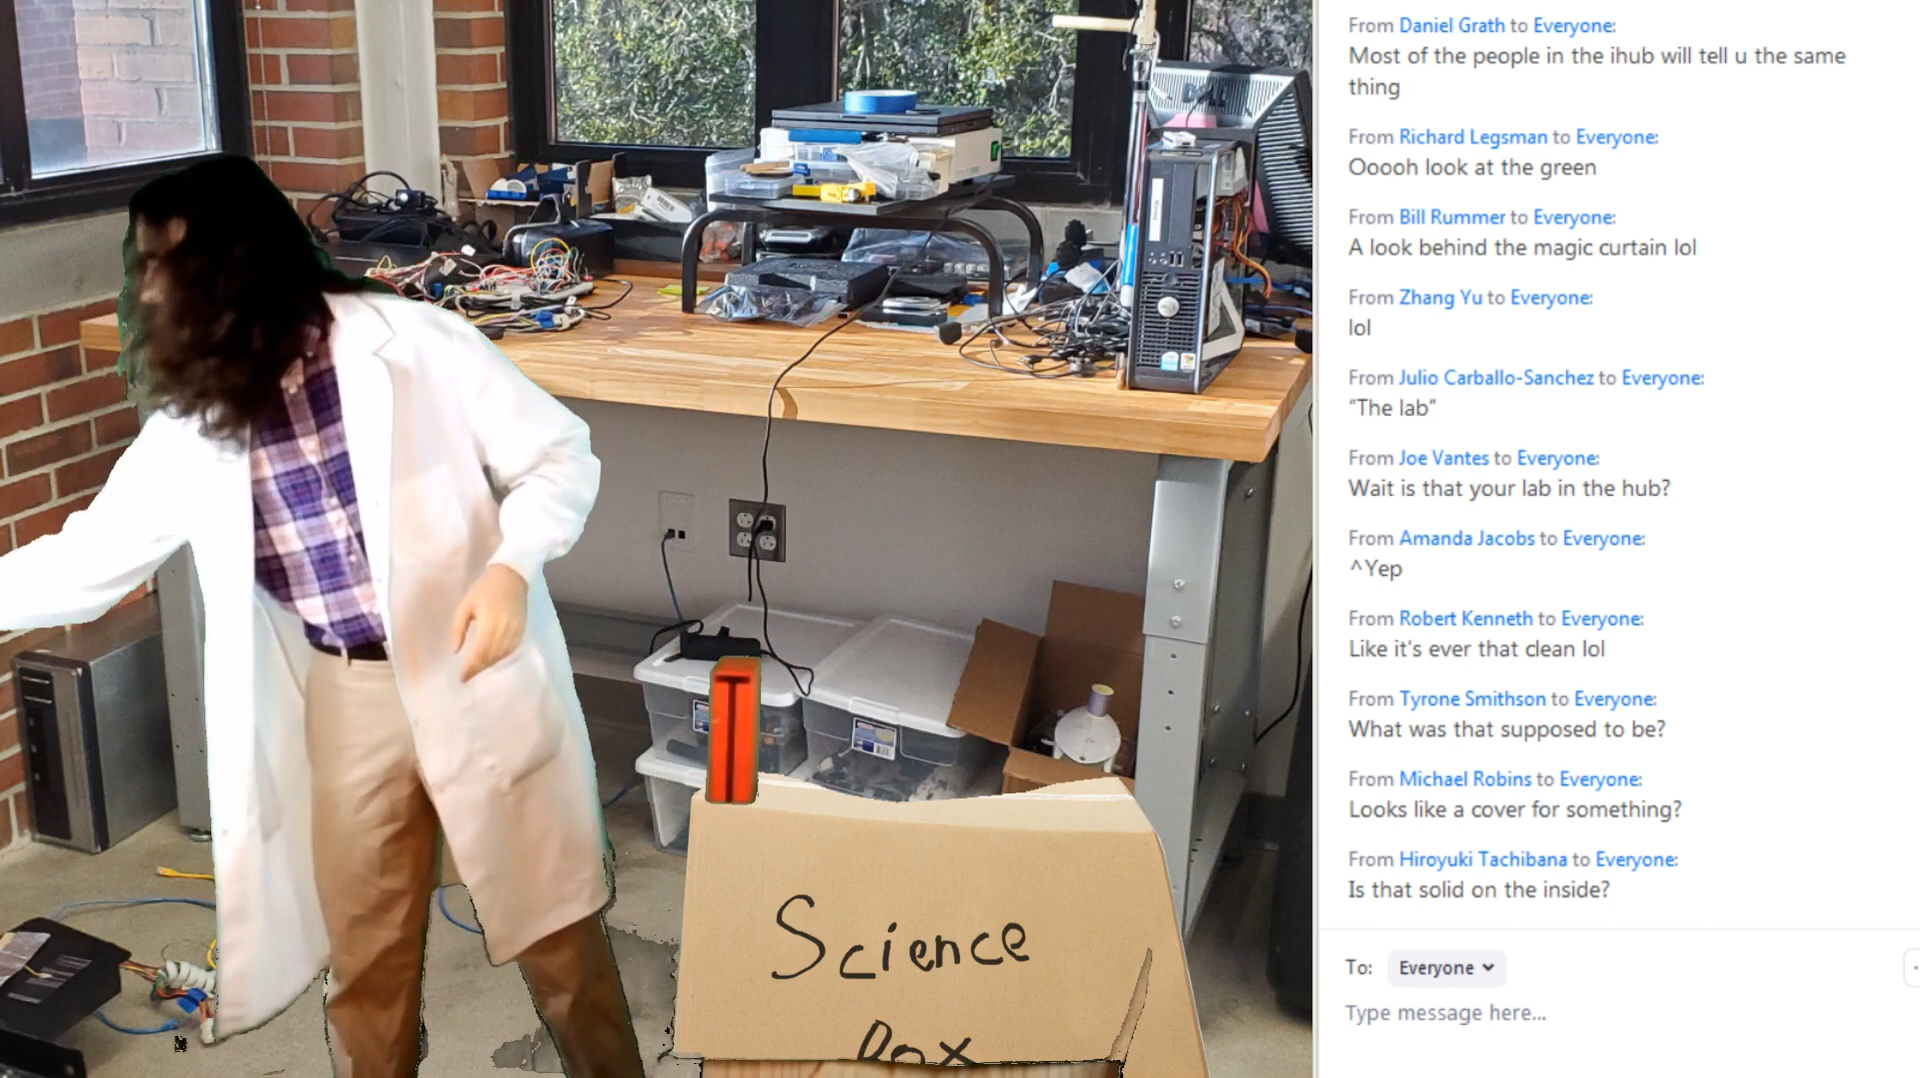 From Daniel Grath to Everyone:
Most of the people in the ihub will tell u the same
thing
From Richard Legsman to Everyone:
Ooooh look at the green
From Bill Rummer to Everyone:
A look behind the magic curtain lol
From Zhang Yu to Everyone:
lol
From Julio Carballo-Sanchez to Everyone:
“The lab”
From Joe Vantes to Everyone:
Wait is that your lab in the hub?
From Amanda Jacobs to Everyone:
^Yep
From Robert Kenneth to Everyone:
Like it's ever that clean lol
From Tyrone Smithson to Everyone:
What was that supposed to be?
From Michael Robins to Everyone:
Looks like a cover for something?
From Hiroyuki Tachibana to Everyone:
Is that solid on the inside?
To: Everyone
Type message here...
DELL
Science
Box